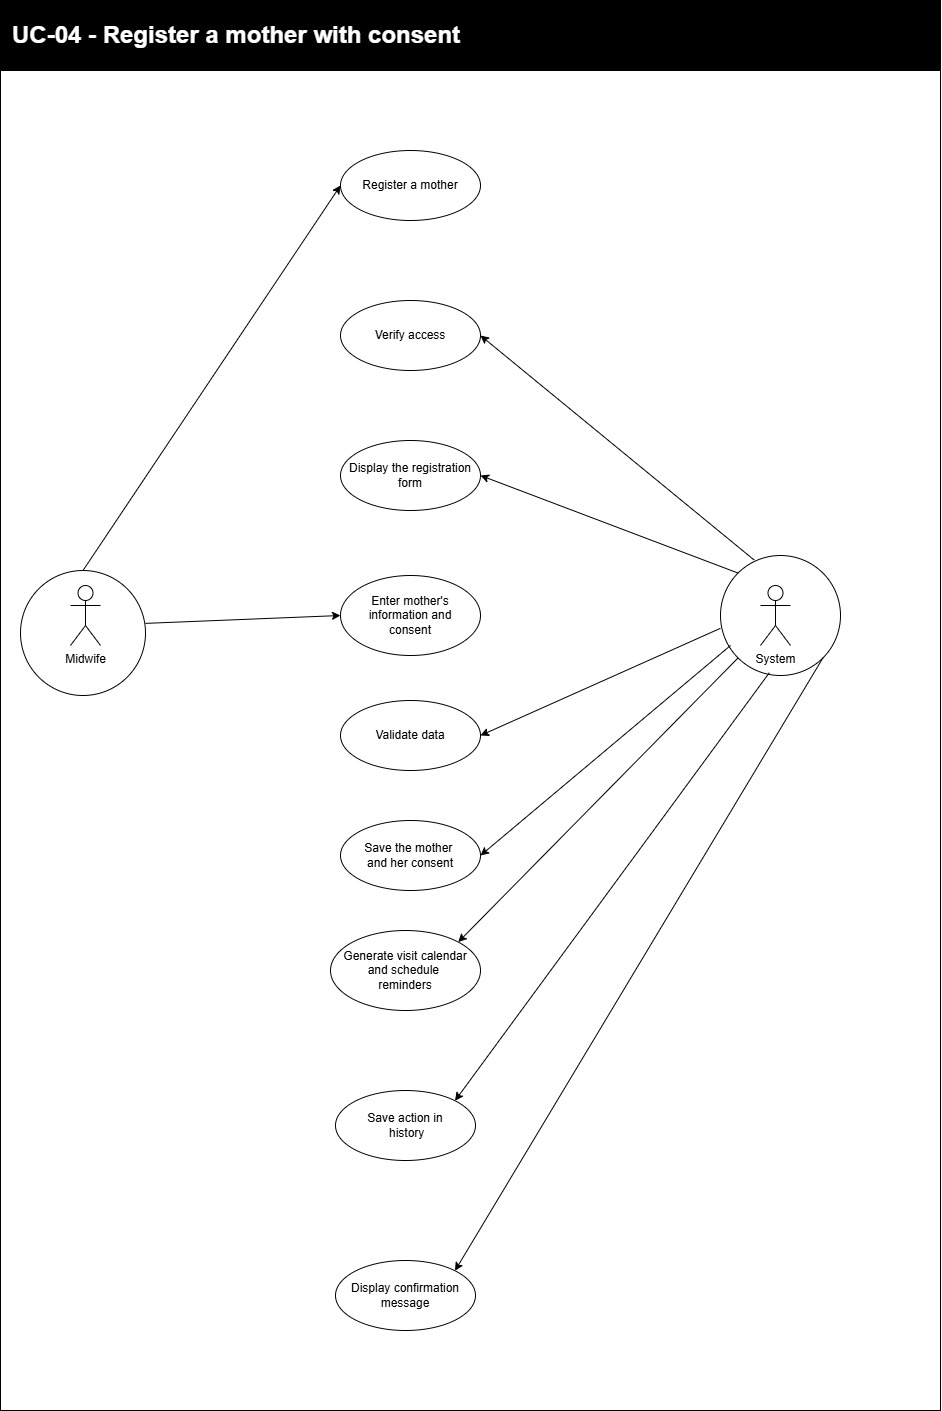 UC-04 - Register a mother with consent
Register a mother
Verify access
Display the registration
form
Enter mother's
information and
consent
Midwife
System
Validate data
Save the mother
and her consent
Generate visit calendar
and schedule
reminders
Save action in
history
Display confirmation
message